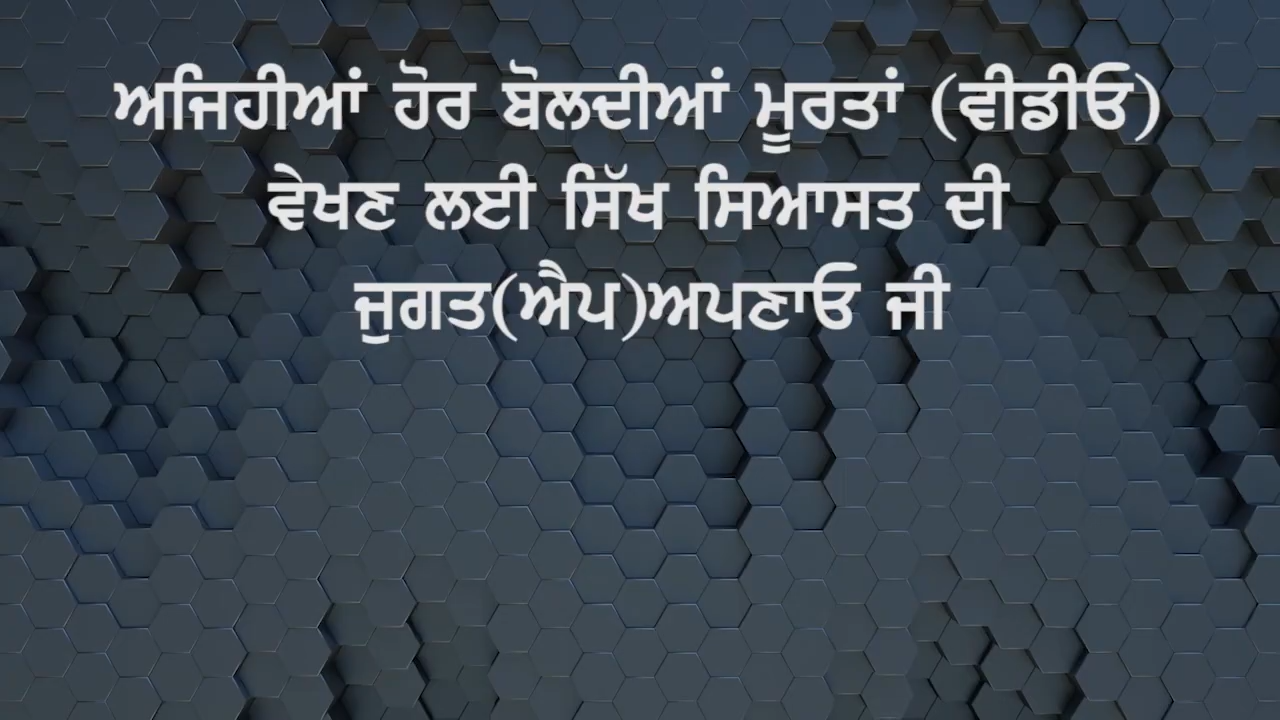 ਅਜਿਹੀਆਂ ਹੋਰ ਬੋਲਦੀਆਂ ਮੂਰਤਾਂ (ਵੀਡੀਓ)
ਵੇਖਣ ਲਈ ਸਿੱਖ ਸਿਆਸਤ ਦੀ
ਜੁਗਤ(ਐਪ)ਅਪਣਾਓ ਜੀ